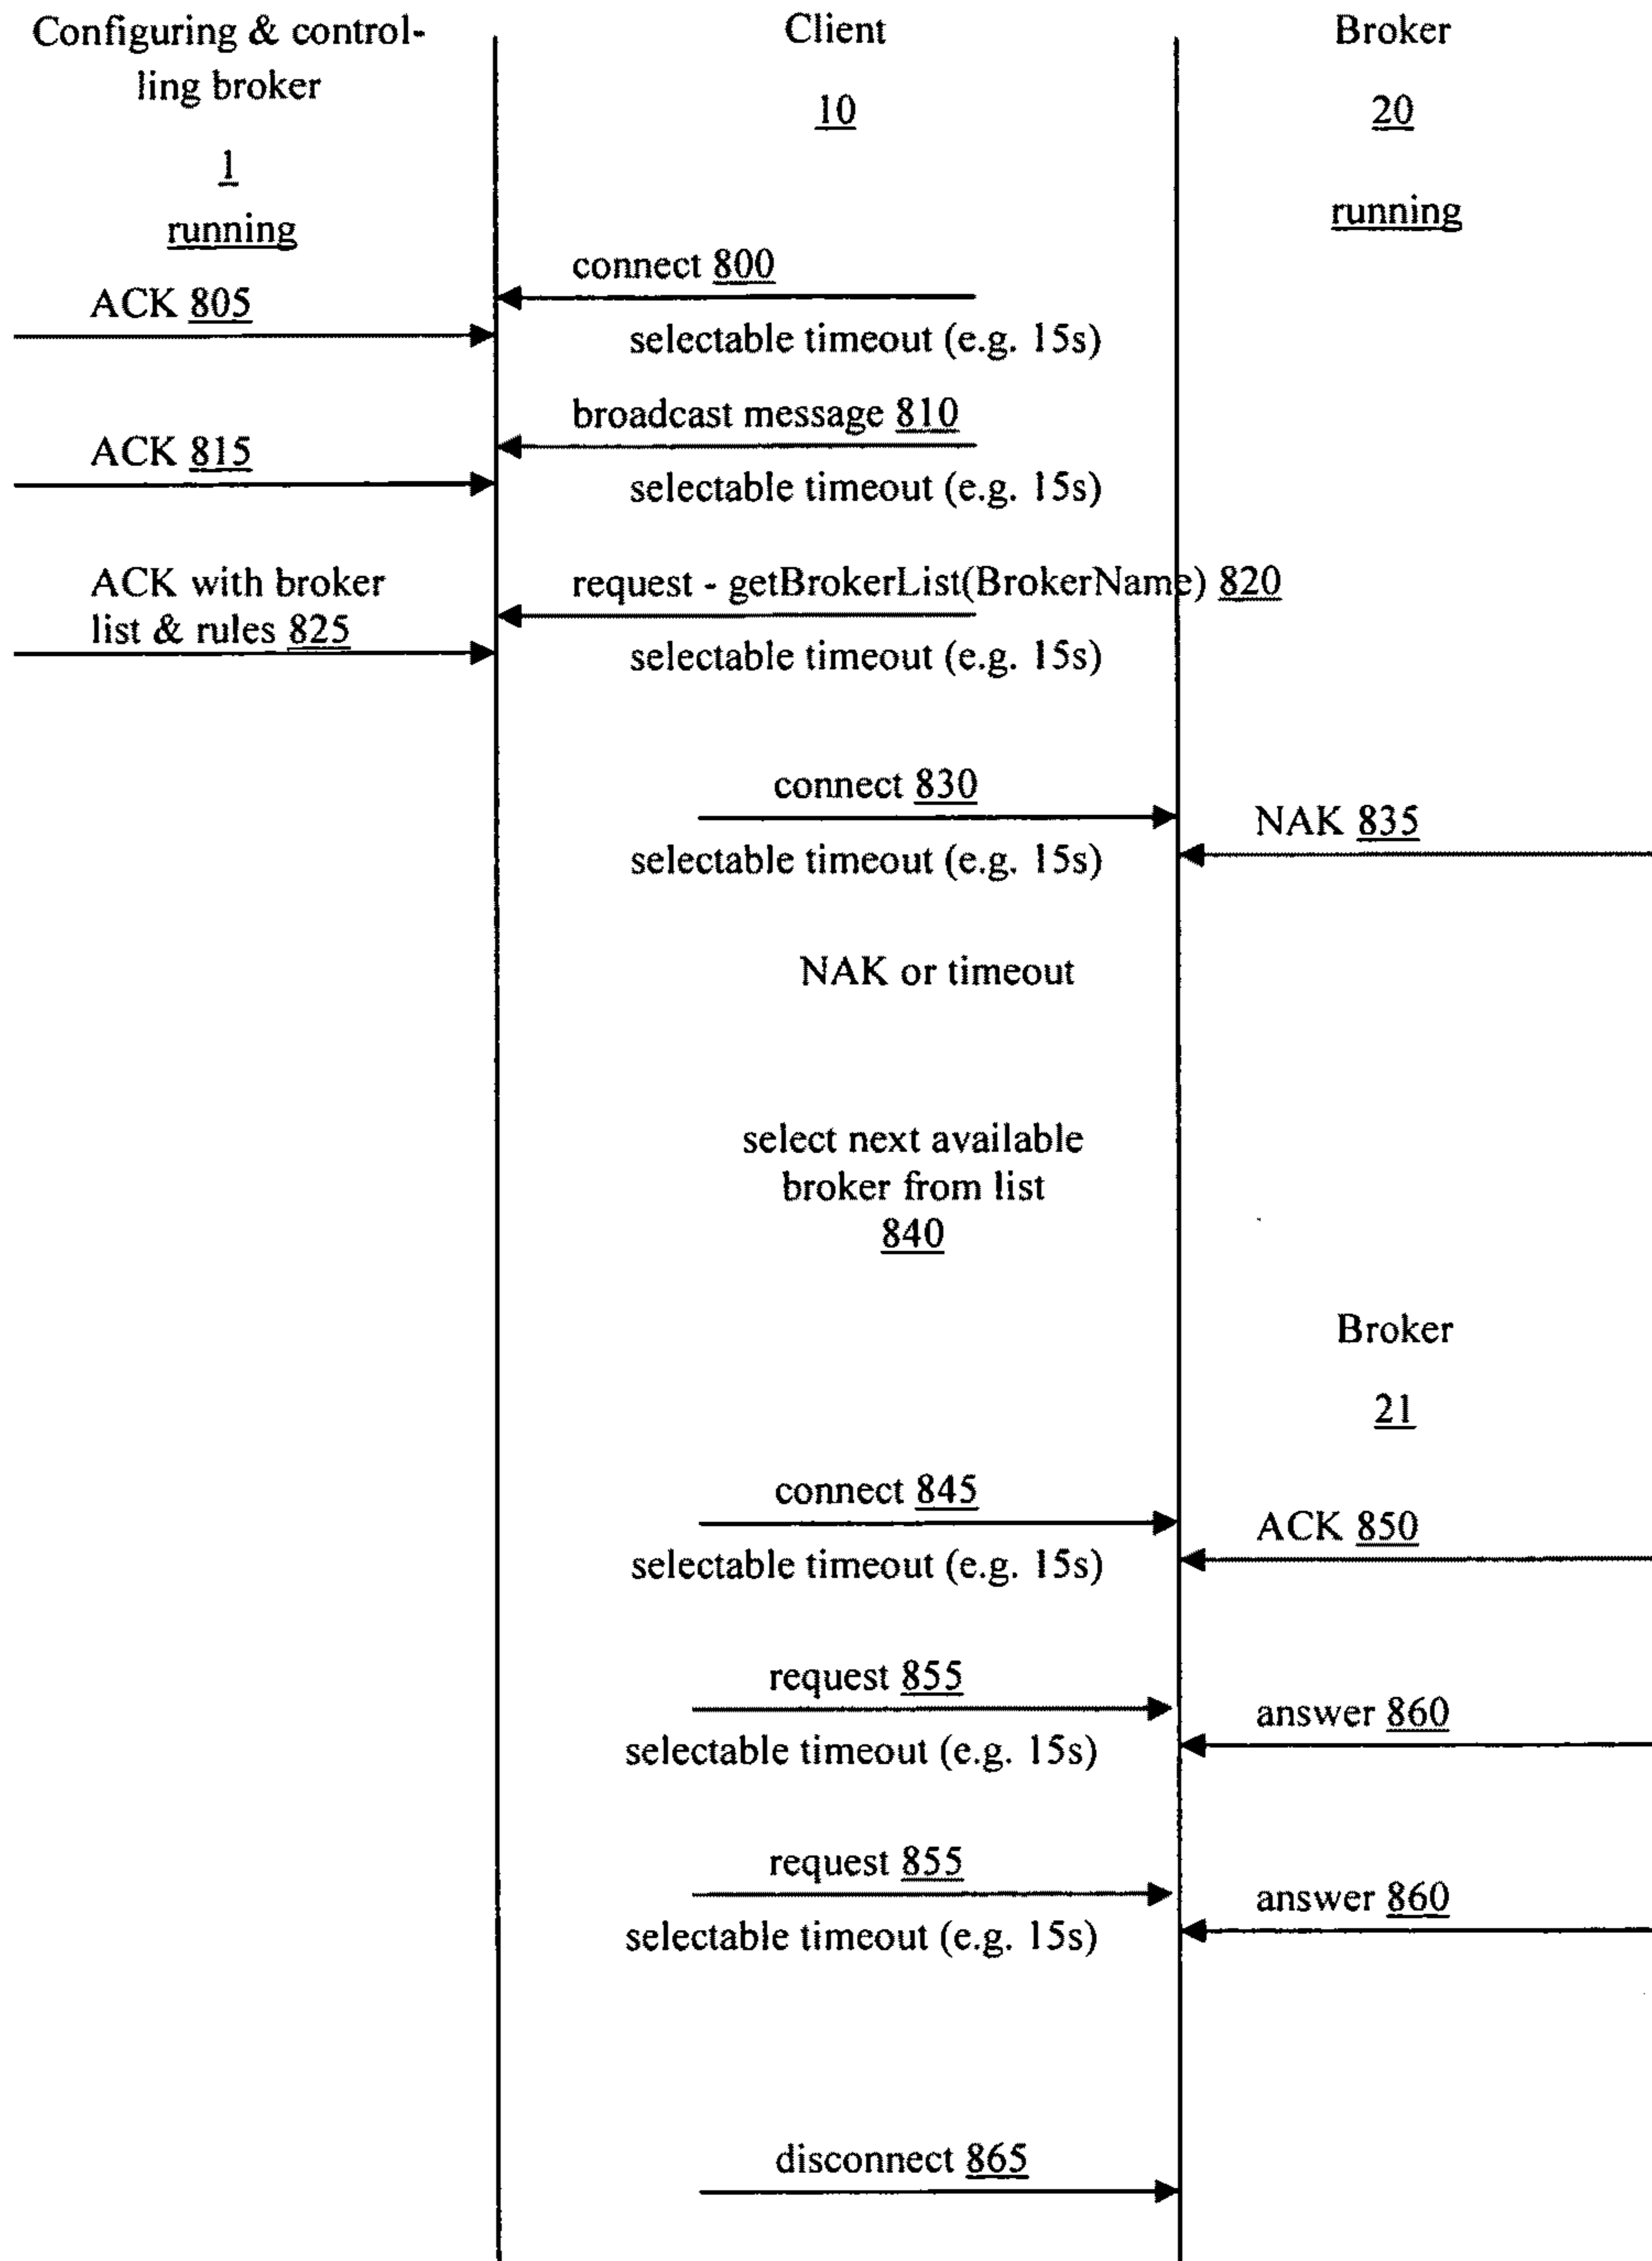 Configuring & control-
ling broker
1
running
Client
10
Broker
20
running
connect 800
ACK 805
selectable timeout (e.g. 15s)
broadcast message 810
ACK 815
selectable timeout (e.g. 15s)
request - getBrokerList(BrokerName) 820
ACK with broker
list & rules 825
selectable timeout (e.g. 15s)
connect 830
NAK 835
selectable timeout (e.g. 15s)
NAK or timeout
select next available
broker from list
840
Broker
21
connect 845
ACK 850
selectable timeout (e.g. 15s)
request 855
answer 860
selectable timeout (e.g. 15s)
request 855
answer 860
selectable timeout (e.g. 15s)
disconnect 865